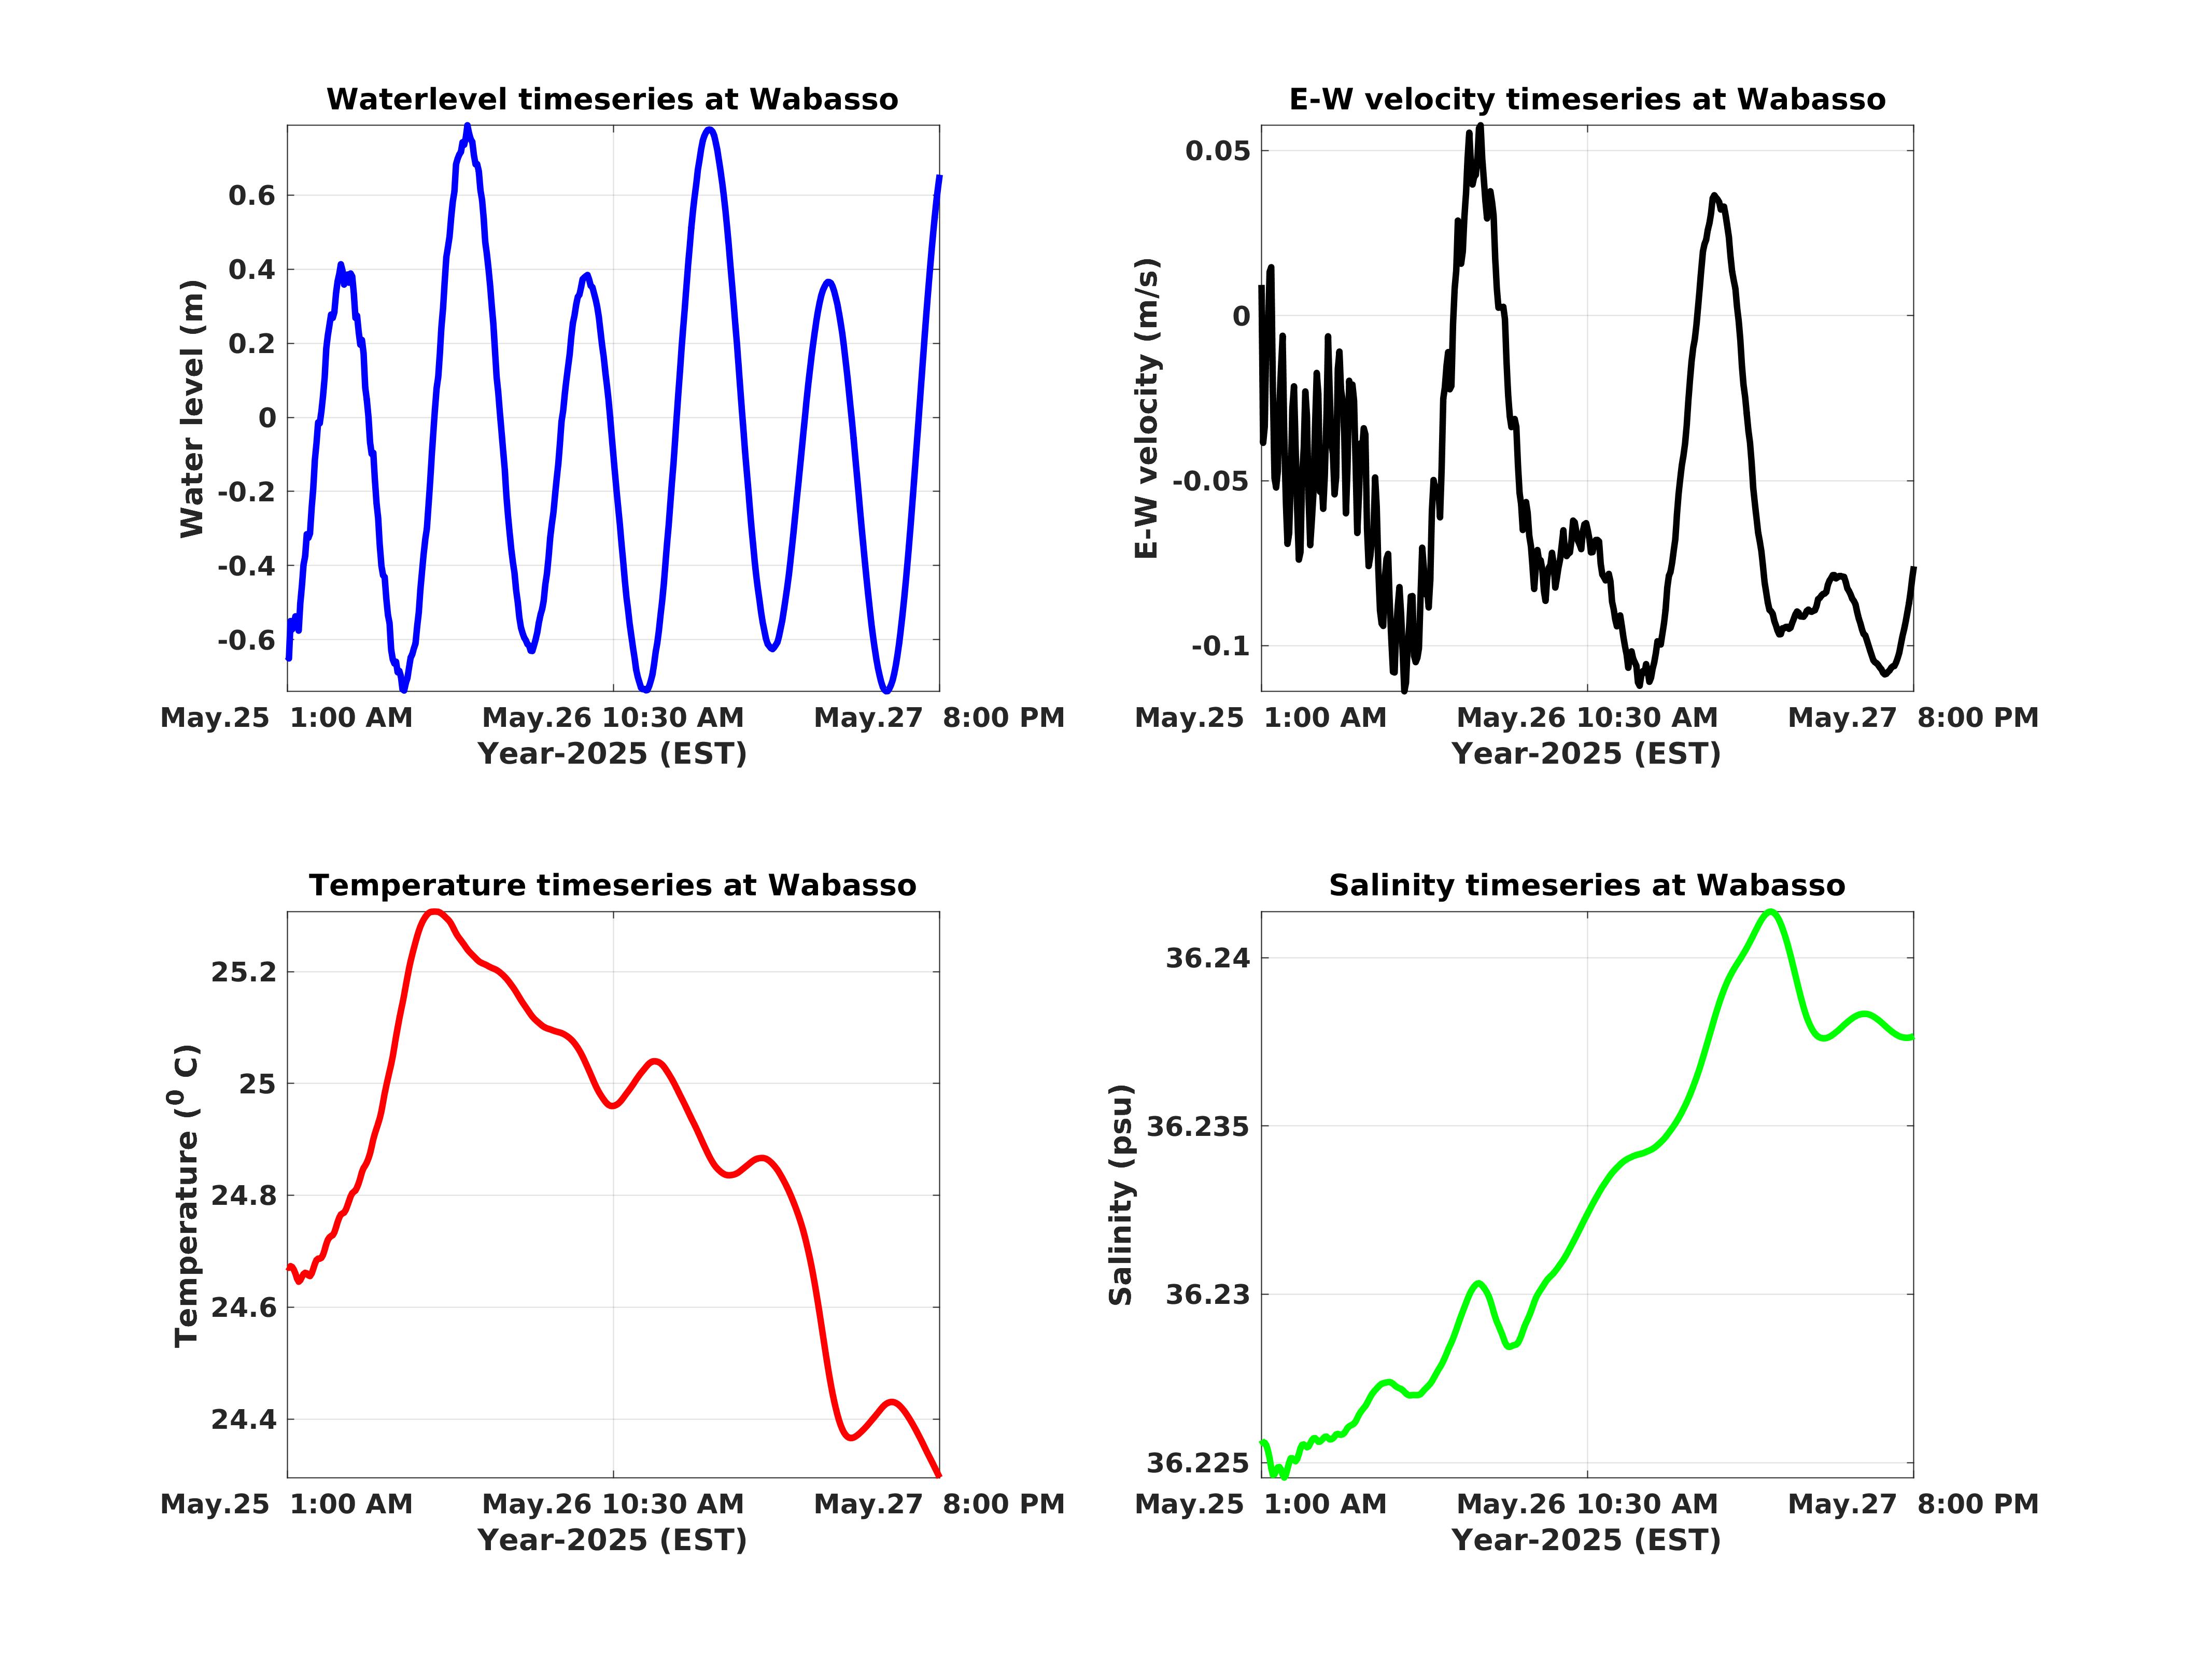 Waterlevel timeseries at Wabasso
0.6
0.4
0.2
0
-0.2
-0.4
-0.6
Water level (m)
May.25 1:00 AM
May.26 10:30 AM
May.27 8:00 PM
Year-2025 (EST)
E-W velocity timeseries at Wabasso
0.05
0
-0.05
-0.1
E-W velocity (m/s)
May.25 1:00 AM
May.26 10:30 AM
May.27 8:00 PM
Year-2025 (EST)
Temperature timeseries at Wabasso
25.2
25
24.8
24.6
24.4
Temperature (⁰ C)
May.25 1:00 AM
May.26 10:30 AM
May.27 8:00 PM
Year-2025 (EST)
Salinity timeseries at Wabasso
36.24
36.235
36.23
36.225
Salinity (psu)
May.25 1:00 AM
May.26 10:30 AM
May.27 8:00 PM
Year-2025 (EST)